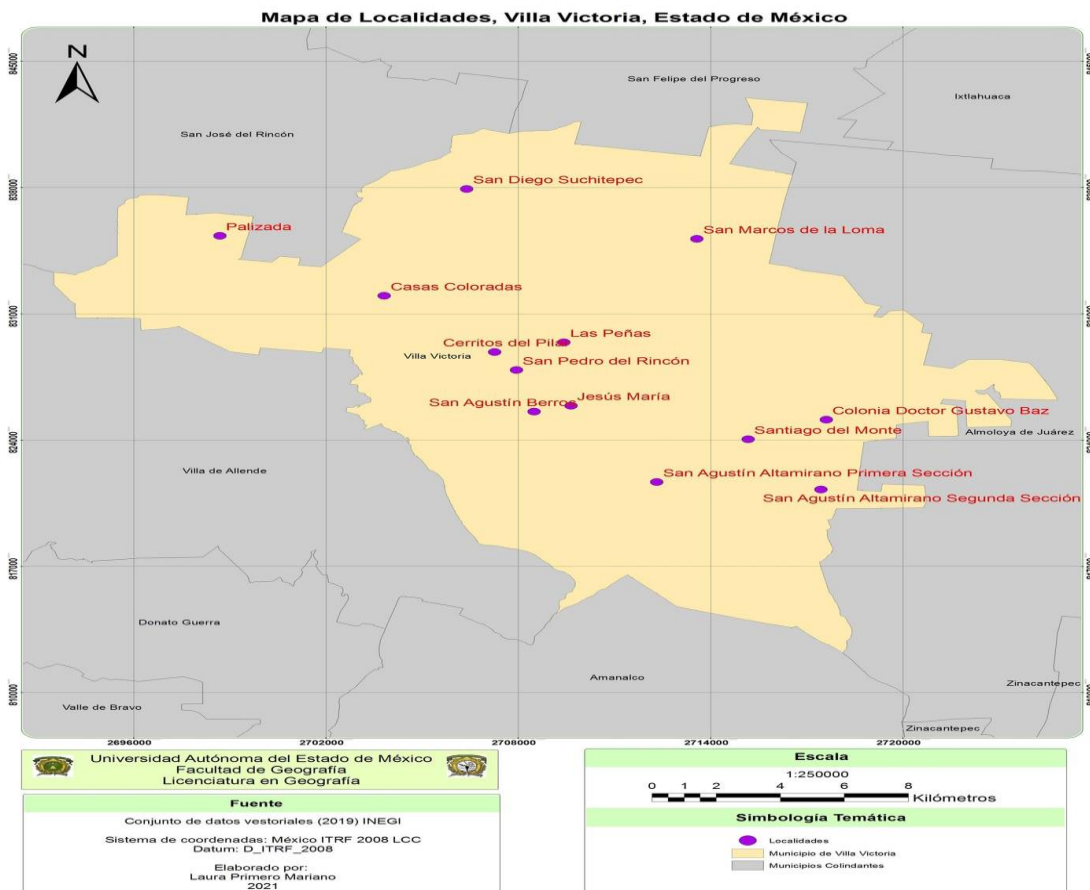 Mapa de Localidades, Villa Victoria, Estado de México
N
845000
838000
831000
824000
817000
810000
San Felipe del Progreso
Ixtlahuaca
San José del Rincón
San Diego Suchitepec
Palizada
San Marcos de la Loma
Casas Coloradas
Las Peñas
Cerritos del Pilar
Villa Victoria
San Pedro del Rincón
Jesús María
San Agustín Berros
Colonia Doctor Gustavo Baz
Santiago del Monte
Almoloya de Juárez
Villa de Allende
San Agustín Altamirano Primera Sección
San Agustín Altamirano Segunda Sección
Donato Guerra
Amanalco
Zinacantepec
Valle de Bravo
Zinacantepec
2696000 2702000 2708000 2714000 2720000
Universidad Autónoma del Estado de México
Facultad de Geografía
Licenciatura en Geografía
Fuente
Conjunto de datos vestoriales (2019) INEGI
Sistema de coordenadas: México ITRF 2008 LCC
Datum: D_ITRF_2008
Elaborado por:
Laura Primero Mariano
2021
Escala
1:250000
0 1 2 4 6 8
Kilómetros
Simbología Temática
Localidades
Municipio de Villa Victoria
Municipios Colindantes